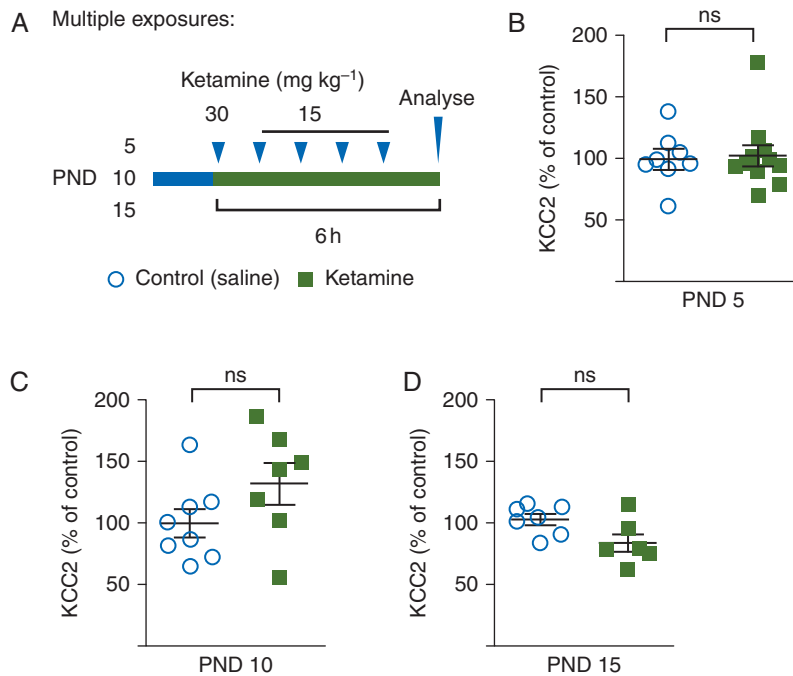 A Multiple exposures:
Ketamine (mg kg⁻¹)
30 15
Analyse
5
PND 10
15
6 h
Control (saline) Ketamine
B
ns
200
150
100
50
KCC2 (% of control)
PND 5
C
ns
200
150
100
50
KCC2 (% of control)
PND 10
D
ns
200
150
100
50
KCC2 (% of control)
PND 15